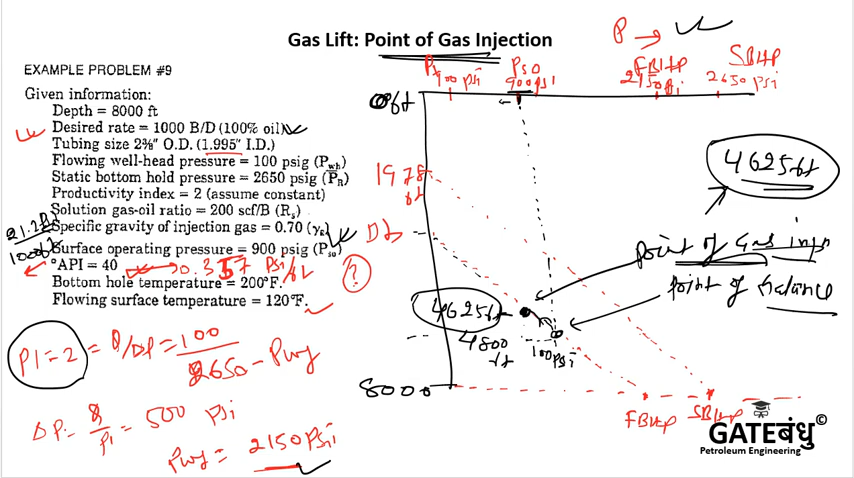 Gas Lift: Point of Gas Injection
EXAMPLE PROBLEM #9
Given information:
Depth = 8000 ft
Desired rate = 1000 B/D (100% oil)
Tubing size 2⅜" O.D. (1.995" I.D.)
Flowing well-head pressure = 100 psig (Pwh)
Static bottom hold pressure = 2650 psig (P̄R)
Productivity index = 2 (assume constant)
Solution gas-oil ratio = 200 scf/B (Rs)
Specific gravity of injection gas = 0.70 (γg)
Surface operating pressure = 900 psig (Pso)
°API = 40
Bottom hole temperature = 200°F.
Flowing surface temperature = 120°F.
1000ft
psi/ft
(?)
PI = 2 = q/ΔP = 100
2650 - Pwf
ΔP = q/PI = 500 psi
Pwf = 2150 psi
P →
900 psi
Pso
900 psi
FBHP
2150 psi
SBHP
2650 psi
0 ft
1978 ft
4625 ft
4800 ft
100 psi
8000
FBHP
SBHP
4625 ft
point of Gas injn
point of balance
GATEबंधु©
Petroleum Engineering